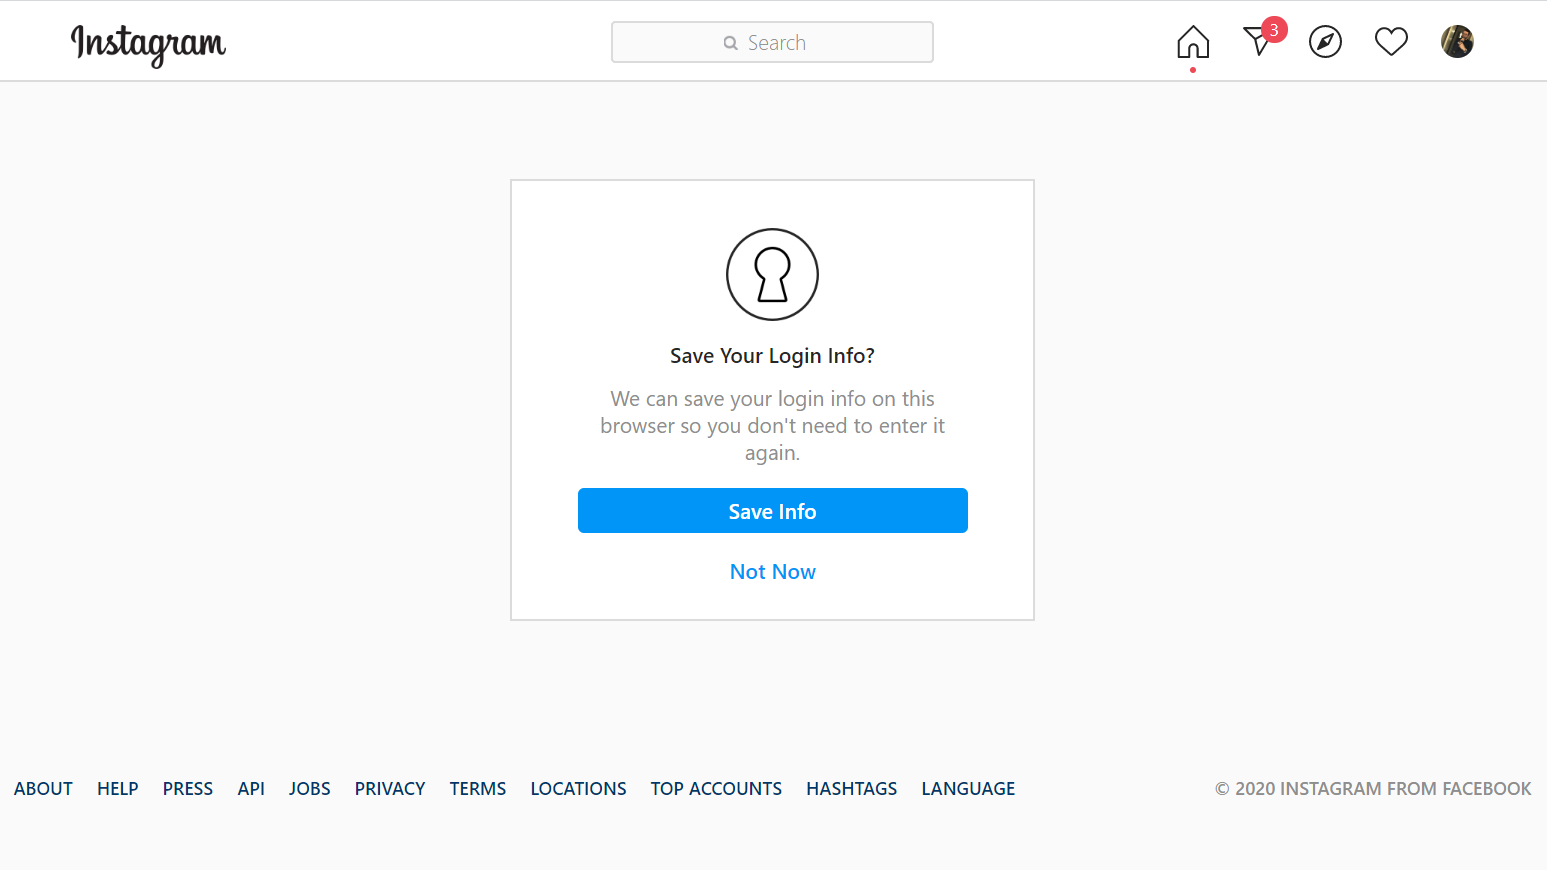 Instagram
Search
3
Save Your Login Info?
We can save your login info on this
browser so you don't need to enter it
again.
Save Info
Not Now
ABOUT HELP PRESS API JOBS PRIVACY TERMS LOCATIONS TOP ACCOUNTS HASHTAGS LANGUAGE © 2020 INSTAGRAM FROM FACEBOOK